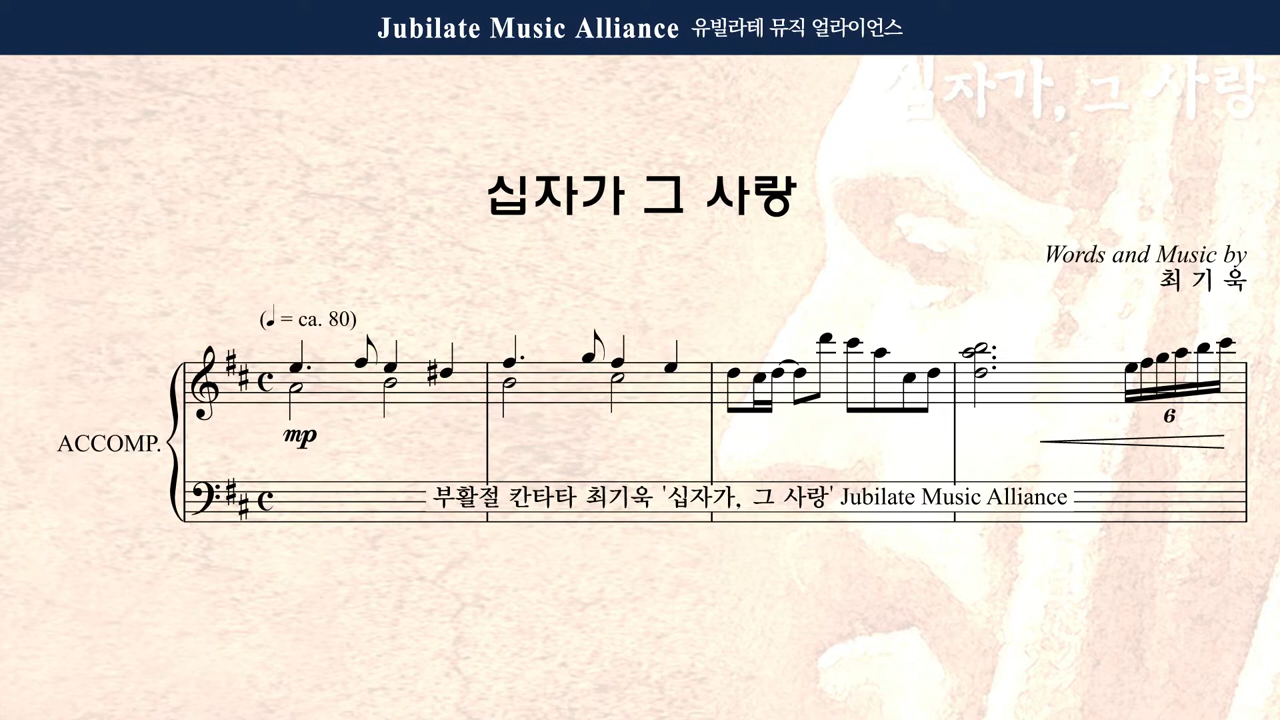 Jubilate Music Alliance 유빌라테 뮤직 얼라이언스
십자가, 그 사랑
십자가 그 사랑
Words and Music by
최 기 욱
(♩ = ca. 80)
mp
6
ACCOMP.
부활절 칸타타 최기욱 '십자가, 그 사랑' Jubilate Music Alliance